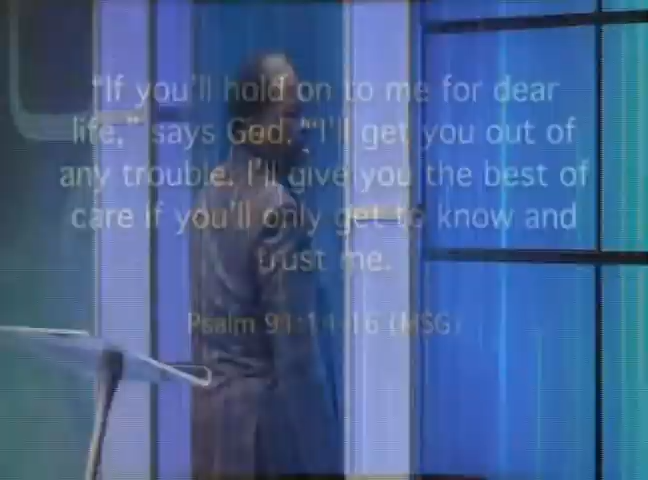 "If you'll hold on to me for dear
life," says God. "I'll get you out of
any trouble. I'll give you the best of
care if you'll only get to know and
trust me.
Psalm 91:14-16 (MSG)